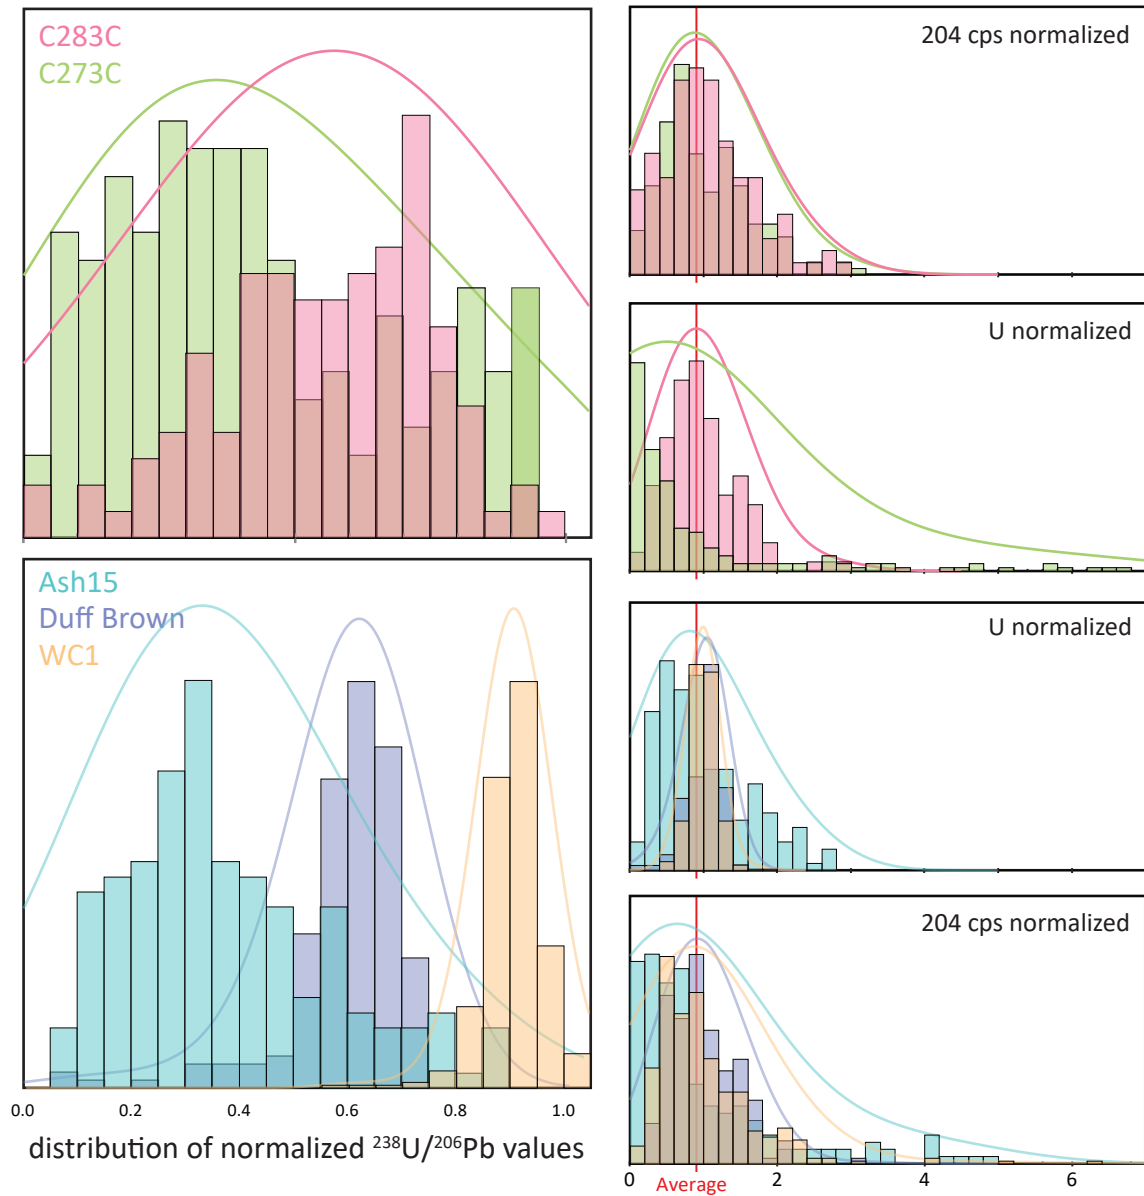 C283C
C273C
Ash15
Duff Brown
WC1
0.0 0.2 0.4 0.6 0.8 1.0
distribution of normalized ²³⁸U/²⁰⁶Pb values
204 cps normalized
U normalized
U normalized
204 cps normalized
0 2 4 6
Average